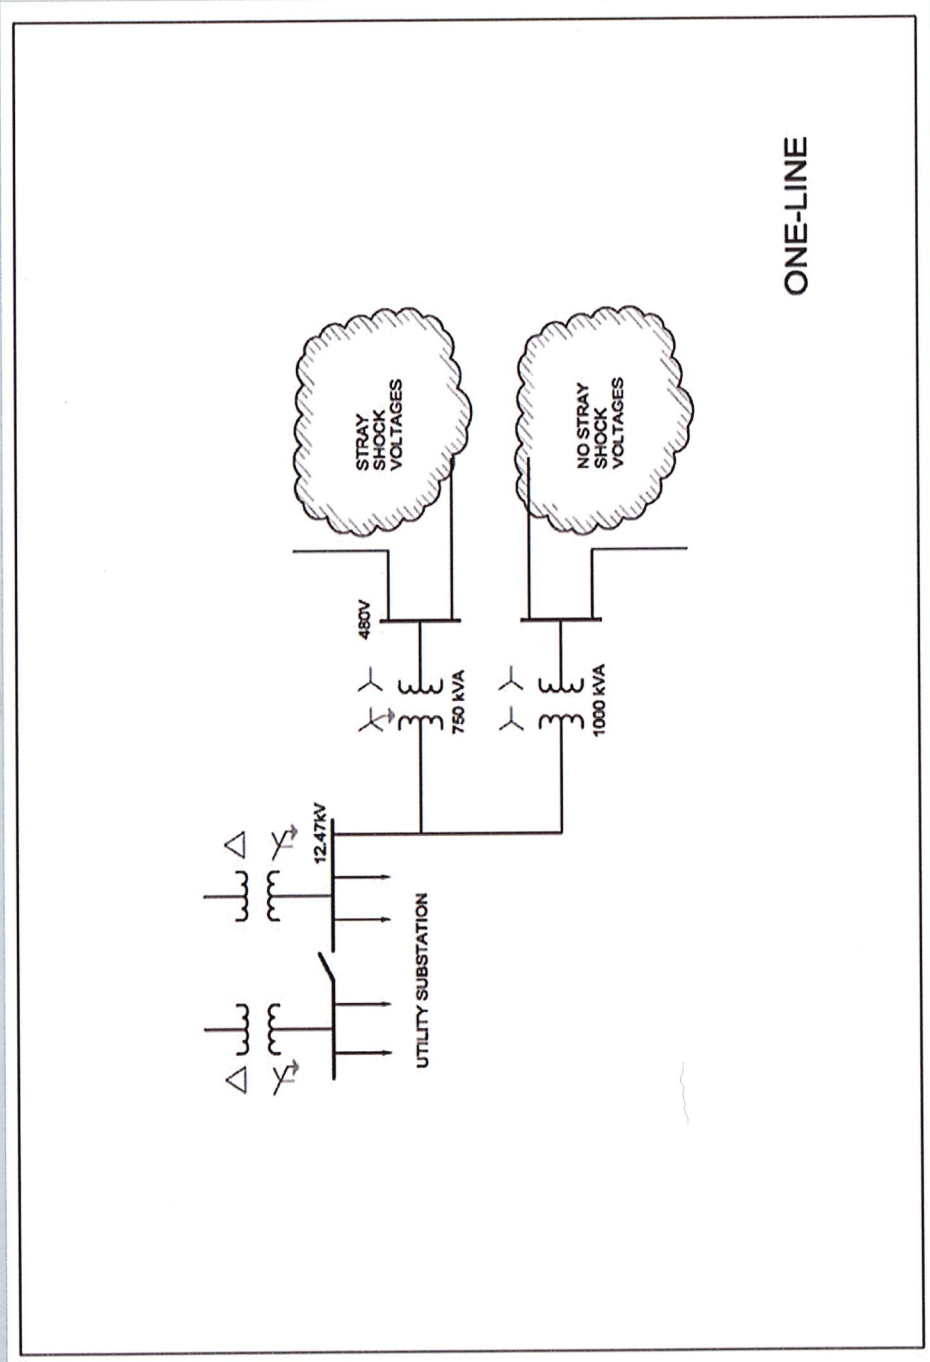 UTILITY SUBSTATION
12.47kV
750 kVA
1000 kVA
480V
STRAY
SHOCK
VOLTAGES
NO STRAY
SHOCK
VOLTAGES
ONE-LINE